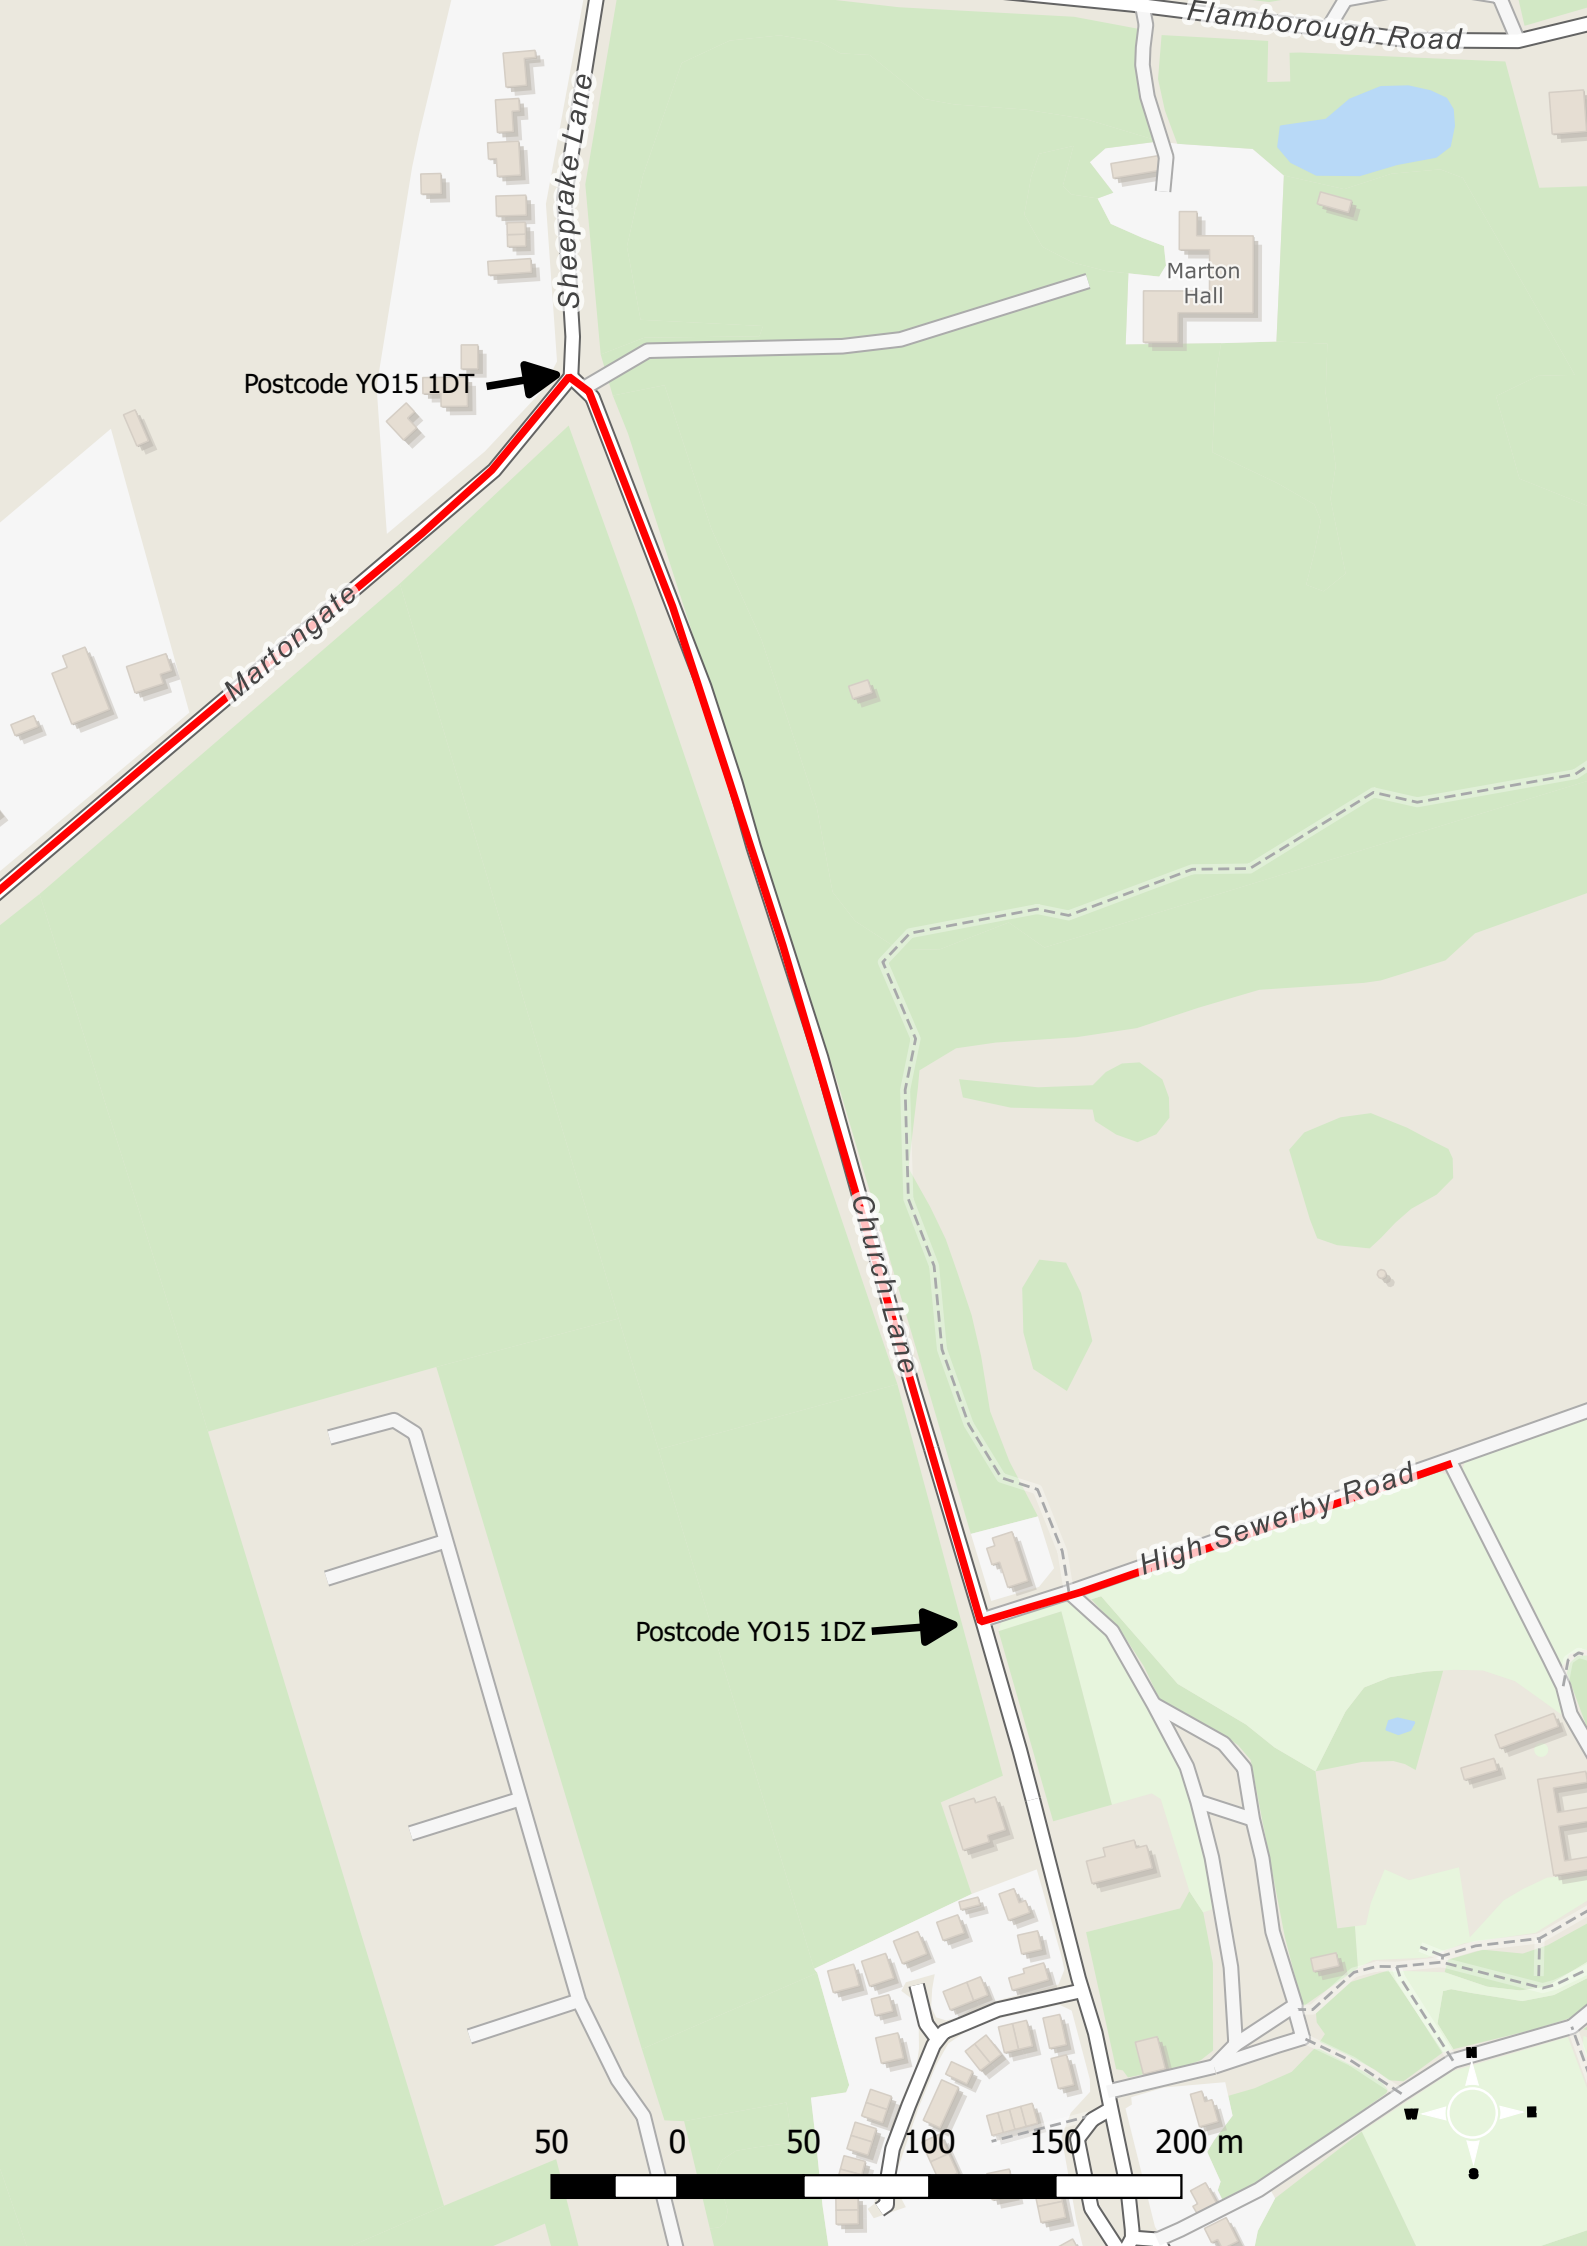 Flamborough Road
Sheeprake Lane
Marton
Hall
Postcode YO15 1DT
Martongate
Church Lane
High Sewerby Road
Postcode YO15 1DZ
N
W
E
S
50 0 50 100 150 200 m